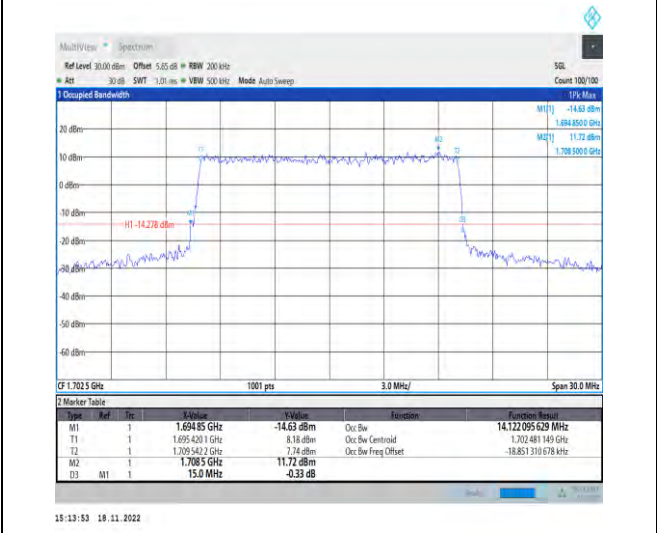 MultiView Spectrum
Ref Level 30.00 dBm Offset 5.65 dB RBW 200 kHz SGL
Att 30 dB SWT 1.01 ms VBW 500 kHz Mode Auto Sweep Count 100/100
1 Occupied Bandwidth 1Pk Max
M1[1] -14.63 dBm
1.694 850 0 GHz
M2[1] 11.72 dBm
1.708 500 0 GHz
20 dBm
M2
T1 T2
10 dBm
0 dBm
-10 dBm
M1 D3
H1 -14.278 dBm
-20 dBm
-30 dBm
-40 dBm
-50 dBm
-60 dBm
CF 1.702 5 GHz 1001 pts 3.0 MHz/ Span 30.0 MHz
2 Marker Table
Type Ref Trc X-Value Y-Value Function Function Result
M1 1 1.694 85 GHz -14.63 dBm Occ Bw 14.122 095 629 MHz
T1 1 1.695 420 1 GHz 8.18 dBm Occ Bw Centroid 1.702 481 149 GHz
T2 1 1.709 542 2 GHz 7.74 dBm Occ Bw Freq Offset -18.851 310 678 kHz
M2 1 1.708 5 GHz 11.72 dBm
D3 M1 1 15.0 MHz -0.33 dB
15:13:53 18.11.2022